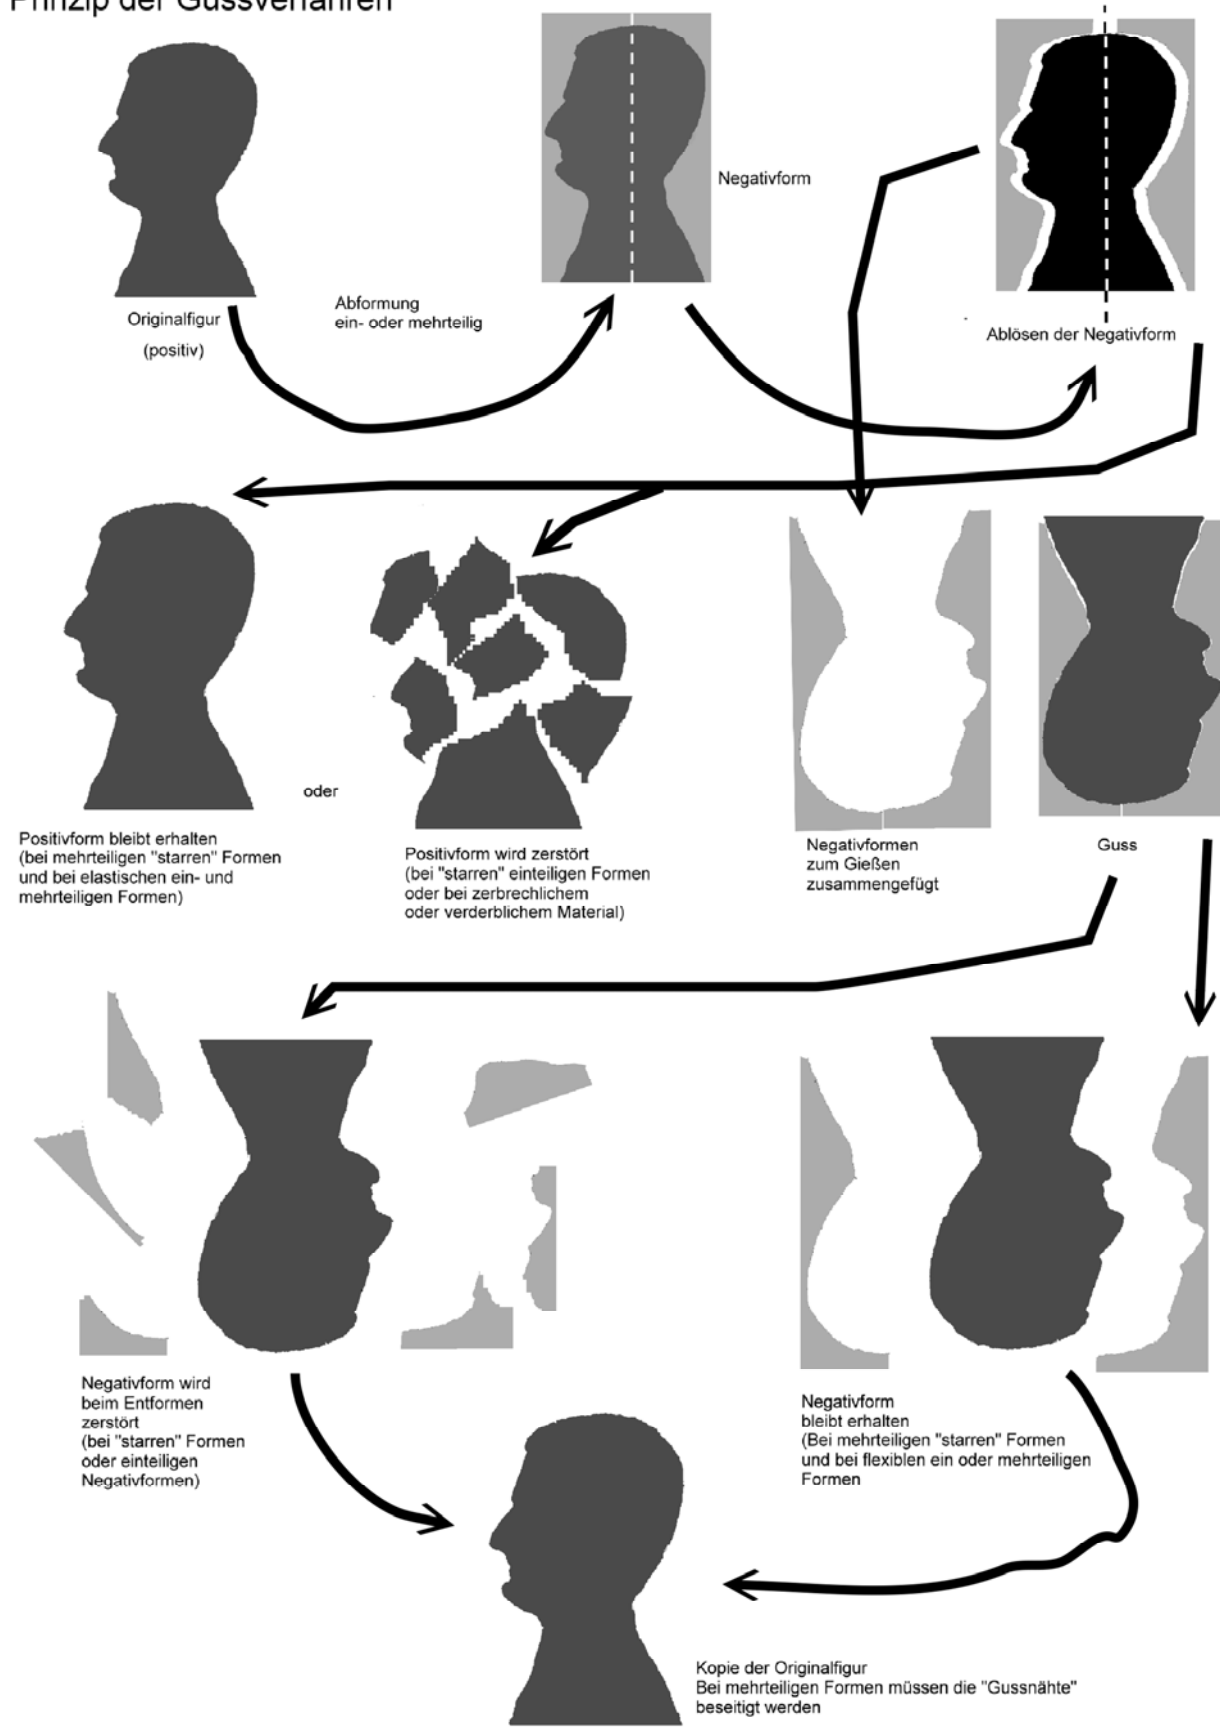 Prinzip der Gussverfahren
Originalfigur
(positiv)
Abformung
ein- oder mehrteilig
Negativform
Ablösen der Negativform
Positivform bleibt erhalten
(bei mehrteiligen "starren" Formen
und bei elastischen ein- und
mehrteiligen Formen)
oder
Positivform wird zerstört
(bei "starren" einteiligen Formen
oder bei zerbrechlichem
oder verderblichem Material)
Negativformen
zum Gießen
zusammengefügt
Guss
Negativform wird
beim Entformen
zerstört
(bei "starren" Formen
oder einteiligen
Negativformen)
Negativform
bleibt erhalten
(Bei mehrteiligen "starren" Formen
und bei flexiblen ein oder mehrteiligen
Formen
Kopie der Originalfigur
Bei mehrteiligen Formen müssen die "Gussnähte"
beseitigt werden